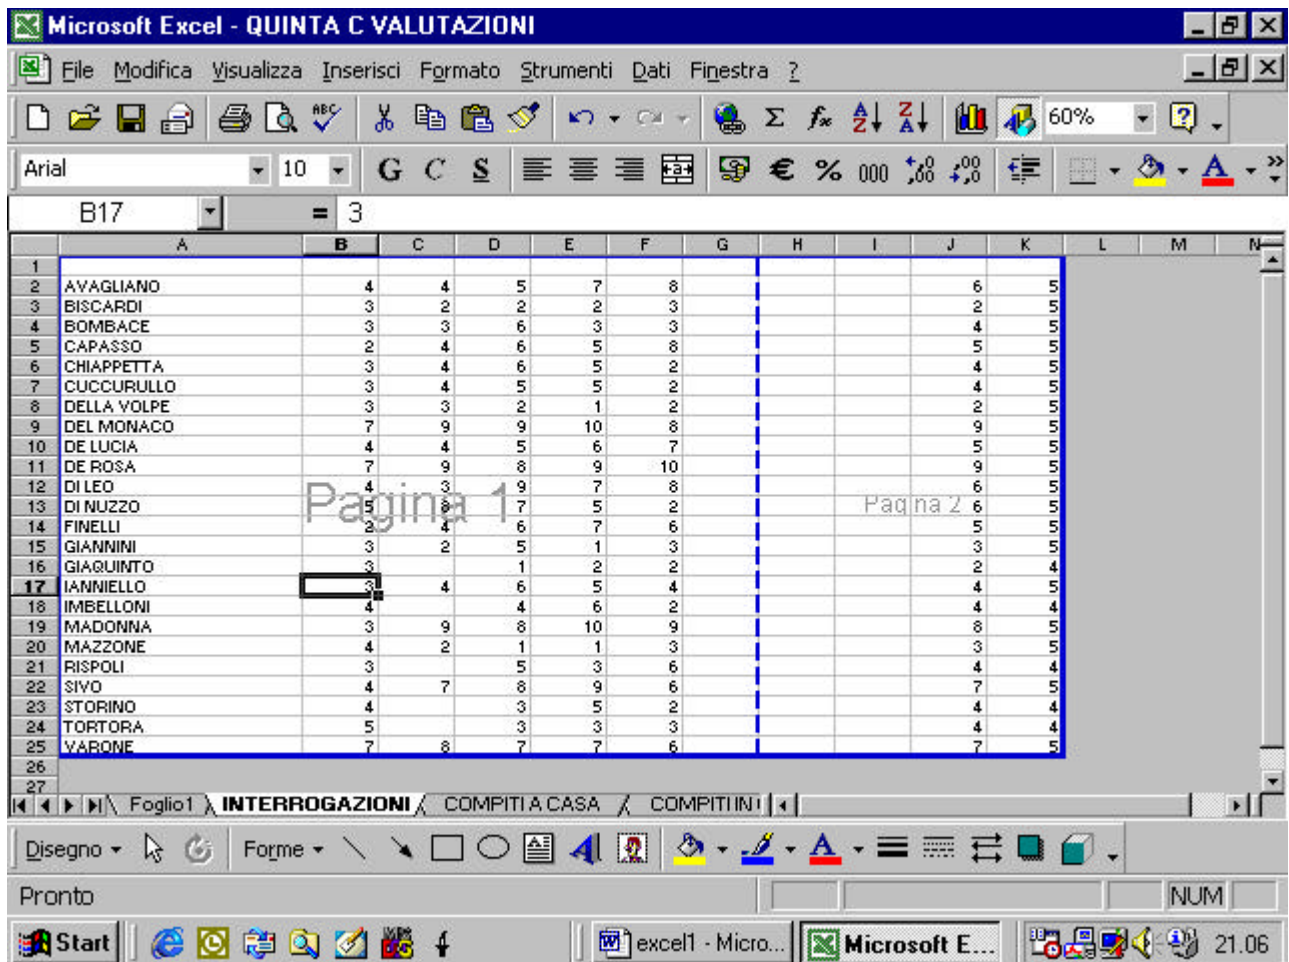 Microsoft Excel - QUINTA C VALUTAZIONI
File Modifica Visualizza Inserisci Formato Strumenti Dati Finestra ?
ABC Σ fx A Z Z A 60% ?
Arial 10 G C S a € % 000 ,00 ,00 A »
B17 = 3
A B C D E F G H I J K L M N
1
2 AVAGLIANO 4 4 5 7 8 6 5
3 BISCARDI 3 2 2 2 3 2 5
4 BOMBACE 3 3 6 3 3 4 5
5 CAPASSO 2 4 6 5 8 5 5
6 CHIAPPETTA 3 4 6 5 2 4 5
7 CUCCURULLO 3 4 5 5 2 4 5
8 DELLA VOLPE 3 3 2 1 2 2 5
9 DEL MONACO 7 9 9 10 8 9 5
10 DE LUCIA 4 4 5 6 7 5 5
11 DE ROSA 7 9 8 9 10 9 5
12 DI LEO 4 3 9 7 8 6 5
Pagina 1 Pagina 2
13 DI NUZZO 5 8 7 5 2 6 5
14 FINELLI 2 4 6 7 6 5 5
15 GIANNINI 3 2 5 1 3 3 5
16 GIAQUINTO 3 1 2 2 2 4
17 IANNIELLO 3 4 6 5 4 4 5
18 IMBELLONI 4 4 6 2 4 4
19 MADONNA 3 9 8 10 9 8 5
20 MAZZONE 4 2 1 1 3 3 5
21 RISPOLI 3 5 3 6 4 4
22 SIVO 4 7 8 9 6 7 5
23 STORINO 4 3 5 2 4 4
24 TORTORA 5 3 3 3 4 4
25 VARONE 7 8 7 7 6 7 5
26
27
Foglio1 INTERROGAZIONI COMPITI A CASA COMPITI IN
Disegno Forme A A
Pronto NUM
Start excel1 - Micro... Microsoft E... 21.06